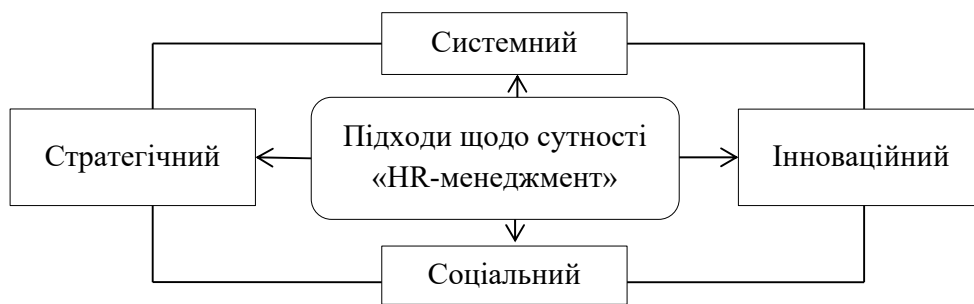 Системний
Стратегічний
Підходи щодо сутності
«HR-менеджмент»
Інноваційний
Соціальний